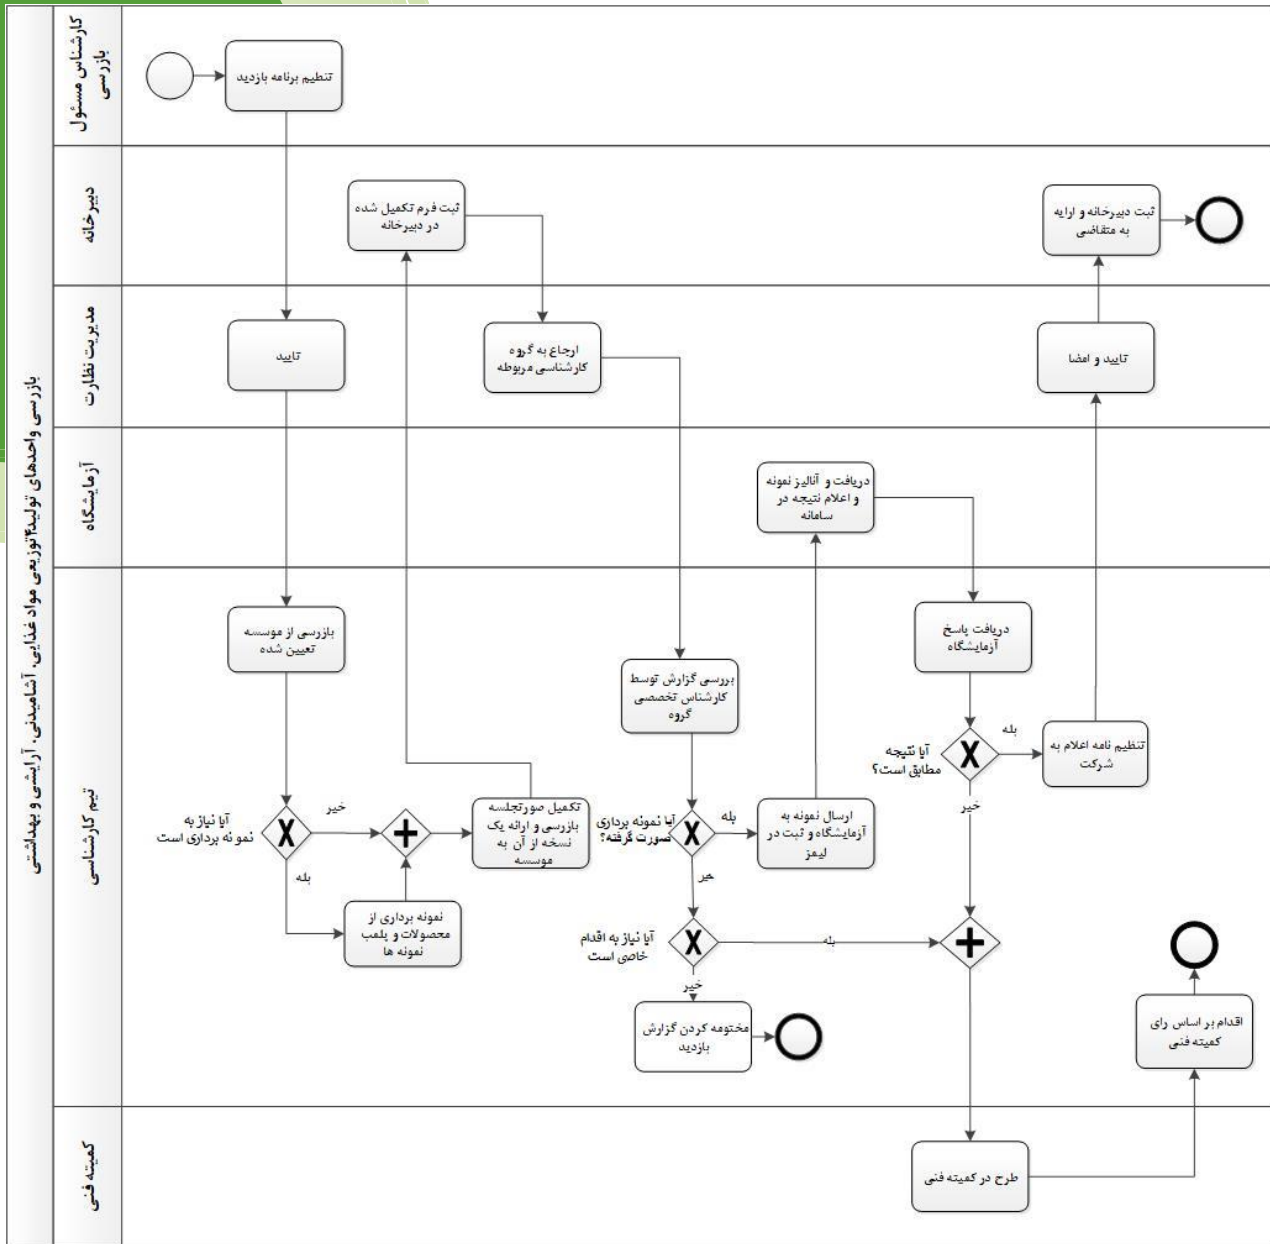 بازرسی واحدهای تولید۴توزیعی مواد غذایی، آشامیدنی، آرایشی و بهداشتی
کارشناس مسئول
بازرسی
تنظیم برنامه بازدید
دبیرخانه
ثبت فرم تکمیل شده
در دبیرخانه
ثبت دبیرخانه و ارایه
به متقاضی
مدیریت نظارت
تایید
ارجاع به گروه
کارشناسی مربوطه
تایید و امضا
آزمایشگاه
دریافت و آنالیز نمونه
و اعلام نتیجه در
سامانه
تیم کارشناسی
بازرسی از موسسه
تعیین شده
آیا نیاز به
نمونه برداری است
خیر
بله
نمونه برداری از
محصولات و پلمب
نمونه ها
تکمیل صورتجلسه
بازرسی و ارائه یک
نسخه از آن به
موسسه
بررسی گزارش توسط
کارشناس تخصصی
گروه
آیا نمونه برداری
صورت گرفته؟
بله
خیر
ارسال نمونه به
آزمایشگاه و ثبت در
لیمز
آیا نیاز به اقدام
خاصی است
بله
خیر
مختومه کردن گزارش
بازدید
دریافت پاسخ
آزمایشگاه
آیا نتیجه
مطابق است؟
بله
خیر
تنظیم نامه اعلام به
شرکت
اقدام بر اساس رای
کمیته فنی
کمیته فنی
طرح در کمیته فنی